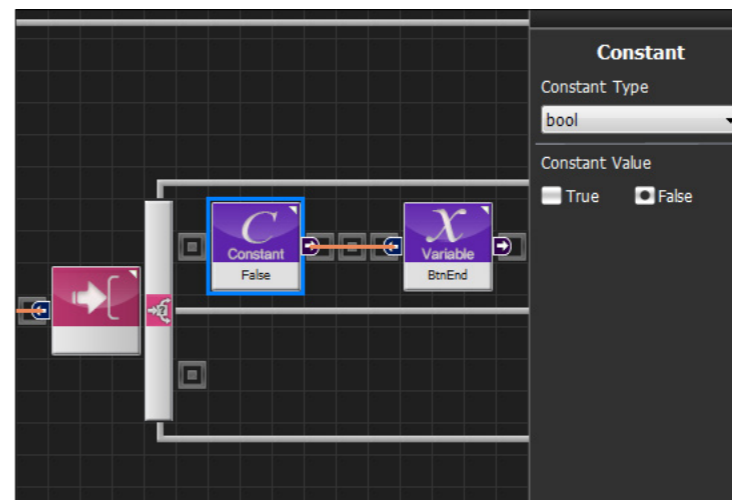 Constant
Constant Type
bool
Constant Value
True
False
C
Constant
False
X
Variable
BtnEnd
?